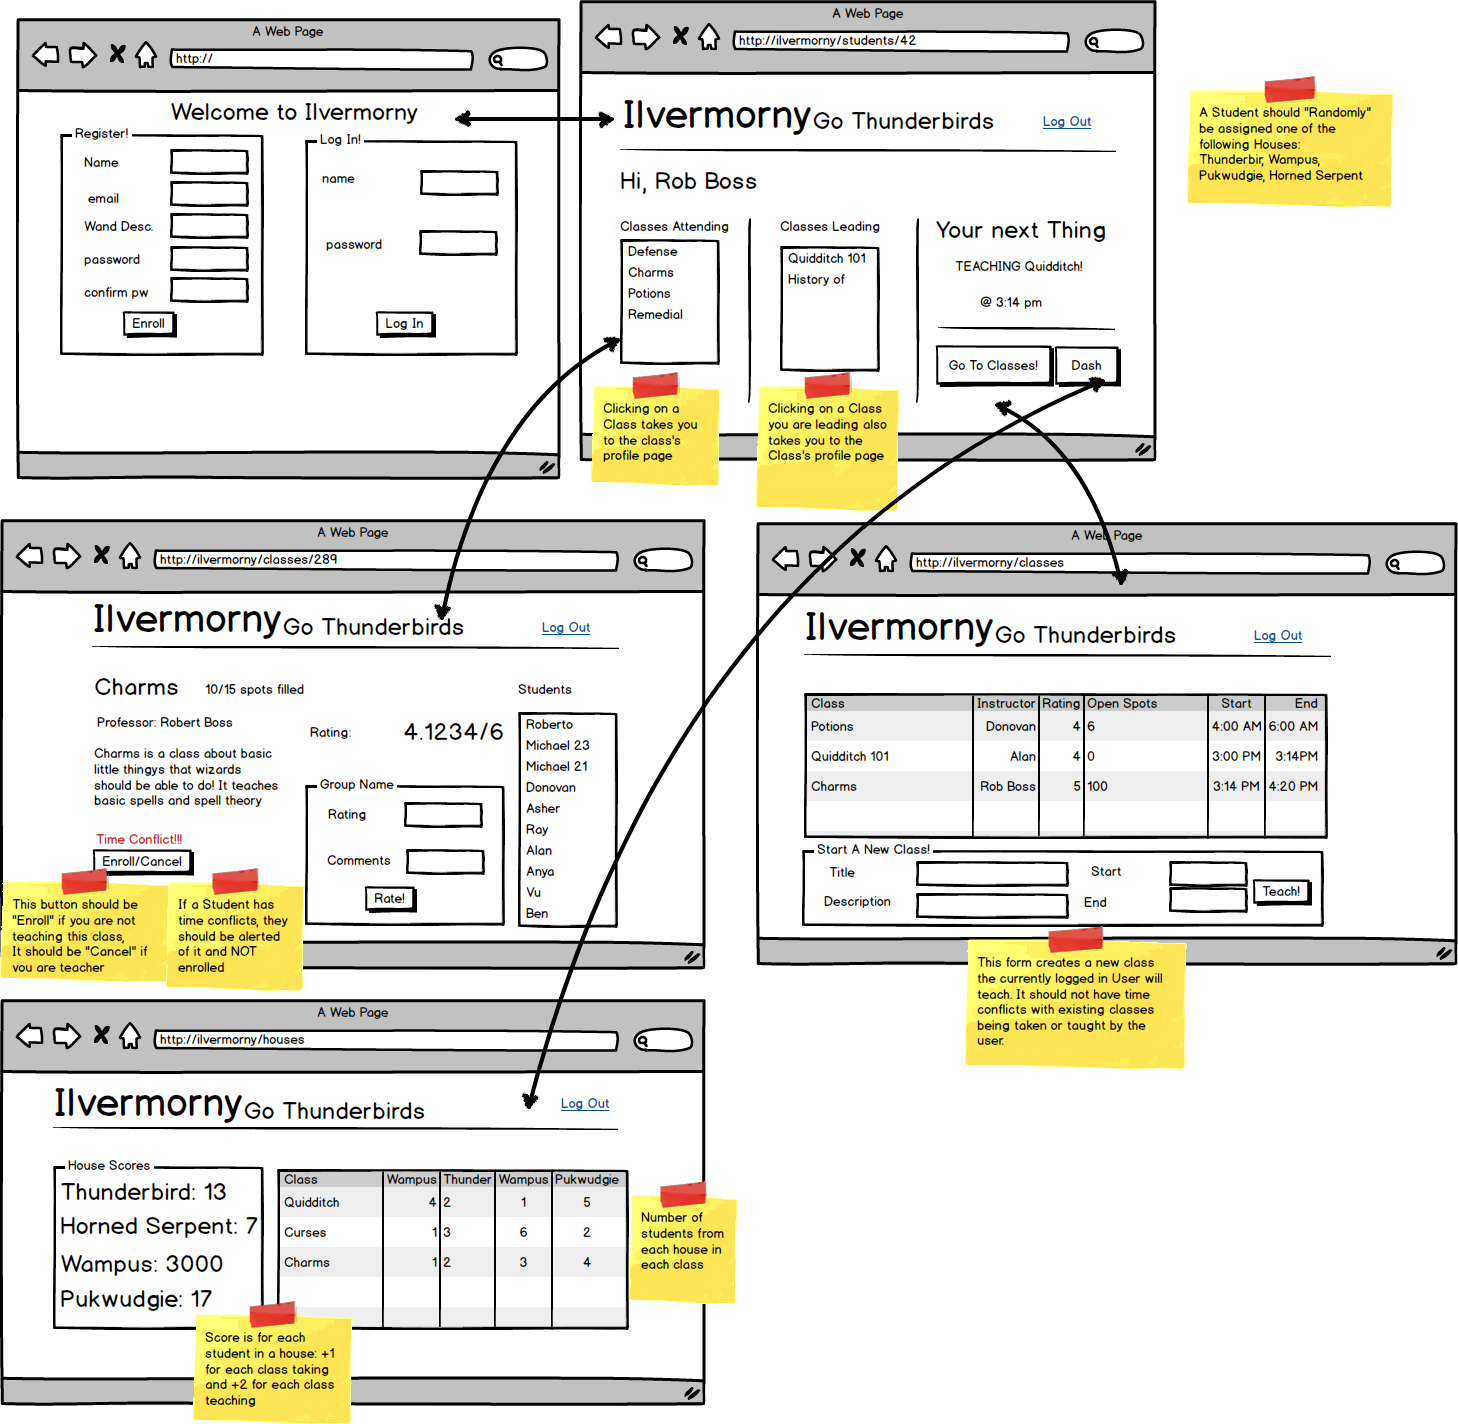 A Web Page
http://
Welcome to Ilvermorny
Register!
Name
email
Wand Desc.
password
confirm pw
Enroll
Log In!
name
password
Log In
A Web Page
http://ilvermorny/students/42
Ilvermorny Go Thunderbirds
Log Out
Hi, Rob Boss
Classes Attending
Defense
Charms
Potions
Remedial
Classes Leading
Quidditch 101
History of
Your next Thing
TEACHING Quidditch!
@ 3:14 pm
Go To Classes!
Dash
Clicking on a
Class takes you
to the class's
profile page
Clicking on a Class
you are leading also
takes you to the
Class's profile page
A Student should "Randomly"
be assigned one of the
following Houses:
Thunderbir, Wampus,
Pukwudgie, Horned Serpent
A Web Page
http://ilvermorny/classes/289
Ilvermorny Go Thunderbirds
Log Out
Charms
10/15 spots filled
Professor: Robert Boss
Charms is a class about basic
little thingys that wizards
should be able to do! It teaches
basic spells and spell theory
Time Conflict!!!
Enroll/Cancel
Rating:
4.1234/6
Group Name
Rating
Comments
Rate!
Students
Roberto
Michael 23
Michael 21
Donovan
Asher
Ray
Alan
Anya
Vu
Ben
This button should be
"Enroll" if you are not
teaching this class,
It should be "Cancel" if
you are teacher
If a Student has
time conflicts, they
should be alerted
of it and NOT
enrolled
A Web Page
http://ilvermorny/classes
Ilvermorny Go Thunderbirds
Log Out
Class Instructor Rating Open Spots Start End
Potions Donovan 4 6 4:00 AM 6:00 AM
Quidditch 101 Alan 4 0 3:00 PM 3:14PM
Charms Rob Boss 5 100 3:14 PM 4:20 PM
Start A New Class!
Title
Description
Start
End
Teach!
This form creates a new class
the currently logged in User will
teach. It should not have time
conflicts with existing classes
being taken or taught by the
user.
A Web Page
http://ilvermorny/houses
Ilvermorny Go Thunderbirds
Log Out
House Scores
Thunderbird: 13
Horned Serpent: 7
Wampus: 3000
Pukwudgie: 17
Class Wampus Thunder Wampus Pukwudgie
Quidditch 4 2 1 5
Curses 1 3 6 2
Charms 1 2 3 4
Number of
students from
each house in
each class
Score is for each
student in a house: +1
for each class taking
and +2 for each class
teaching